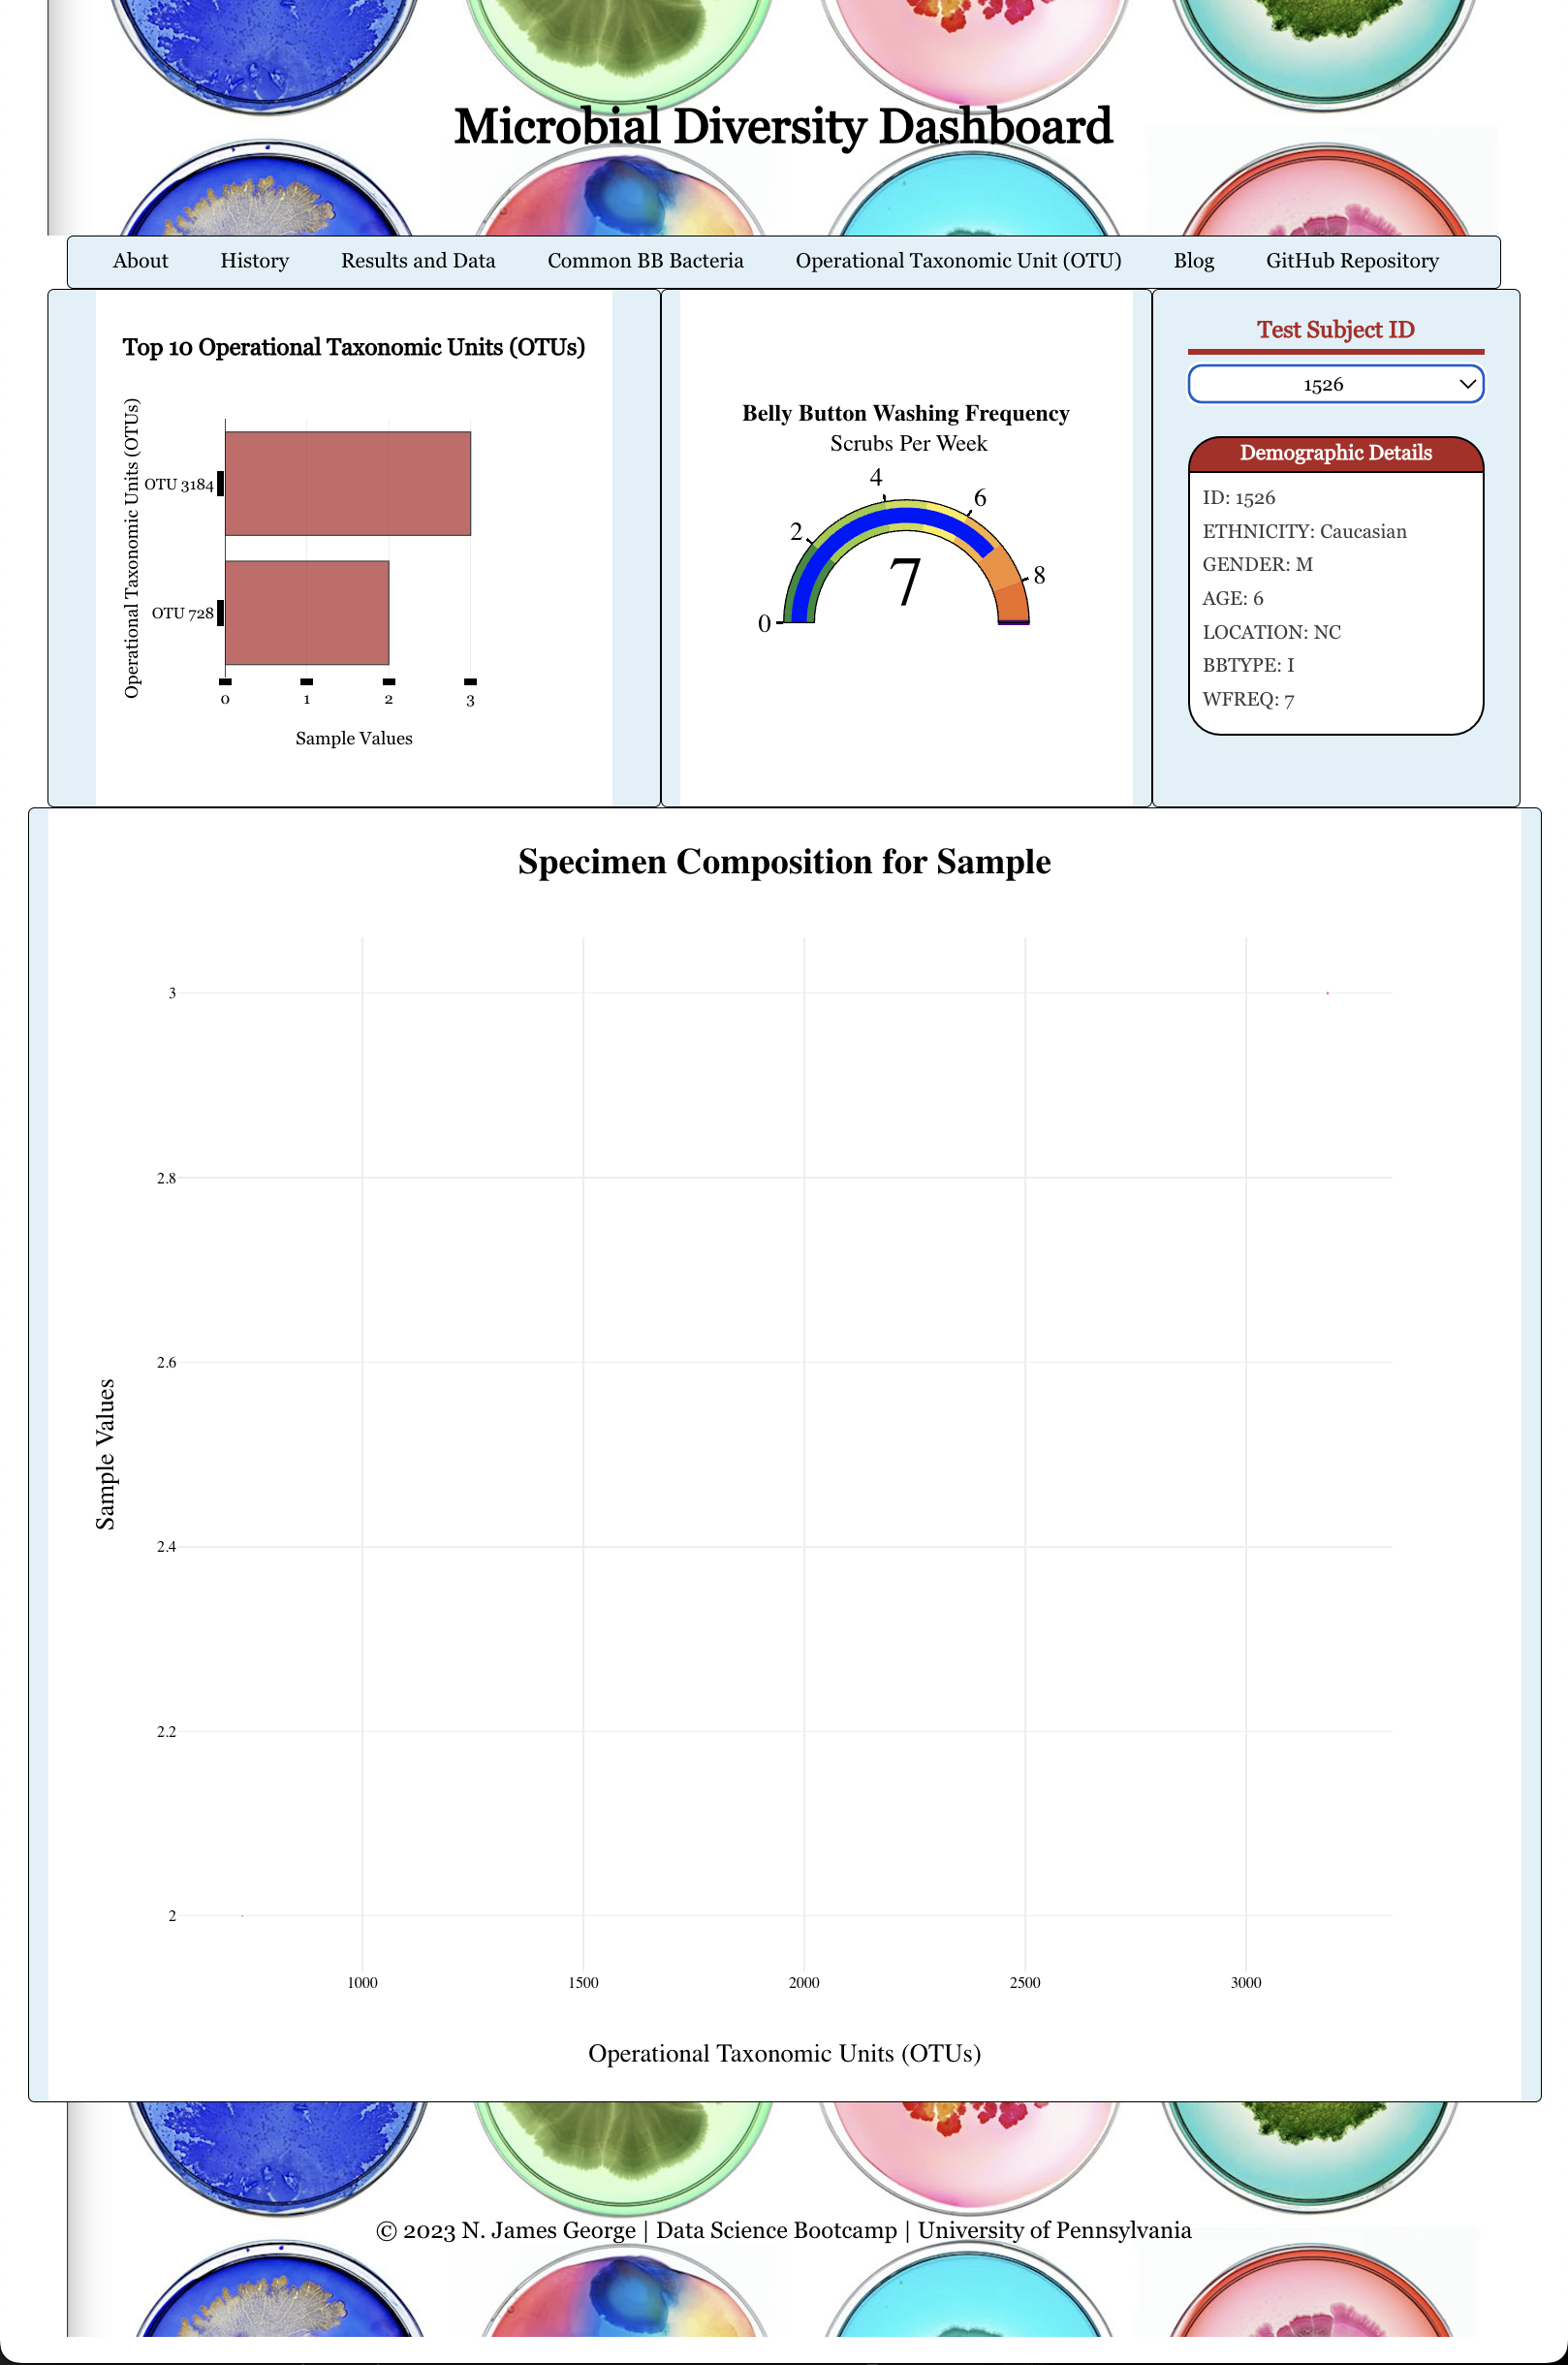 Microbial Diversity Dashboard
About History Results and Data Common BB Bacteria Operational Taxonomic Unit (OTU) Blog GitHub Repository
Top 10 Operational Taxonomic Units (OTUs)
Operational Taxonomic Units (OTUs)
OTU 3184
OTU 728
0 1 2 3
Sample Values
Belly Button Washing Frequency
Scrubs Per Week
0 2 4 6 8
7
Test Subject ID
1526
Demographic Details
ID: 1526
ETHNICITY: Caucasian
GENDER: M
AGE: 6
LOCATION: NC
BBTYPE: I
WFREQ: 7
Specimen Composition for Sample
Sample Values
3
2.8
2.6
2.4
2.2
2
1000 1500 2000 2500 3000
Operational Taxonomic Units (OTUs)
© 2023 N. James George | Data Science Bootcamp | University of Pennsylvania